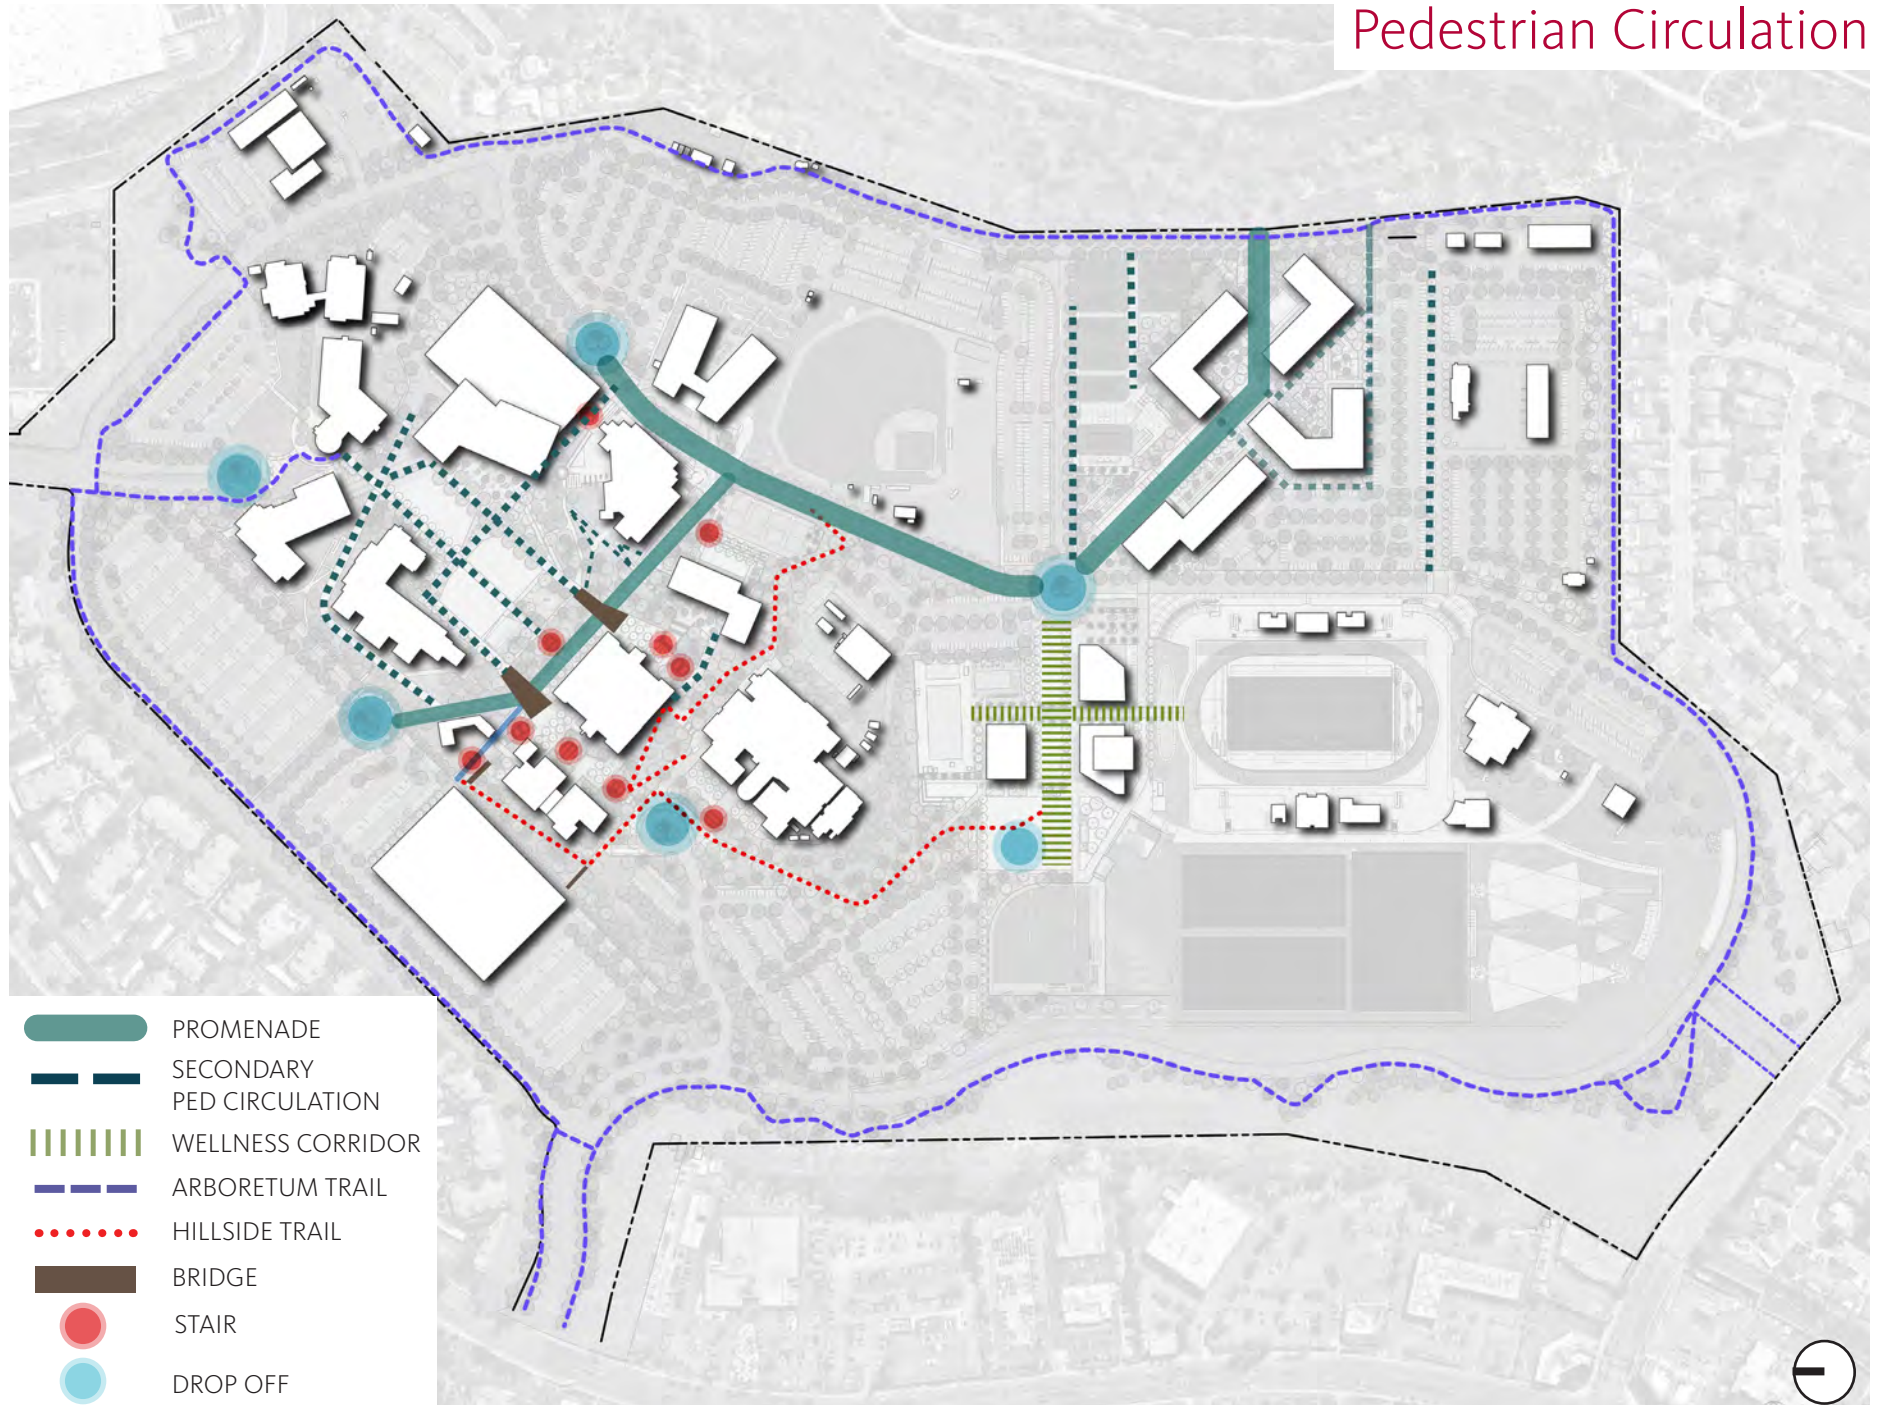 Pedestrian Circulation
PROMENADE
SECONDARY
PED CIRCULATION
WELLNESS CORRIDOR
ARBORETUM TRAIL
HILLSIDE TRAIL
BRIDGE
STAIR
DROP OFF